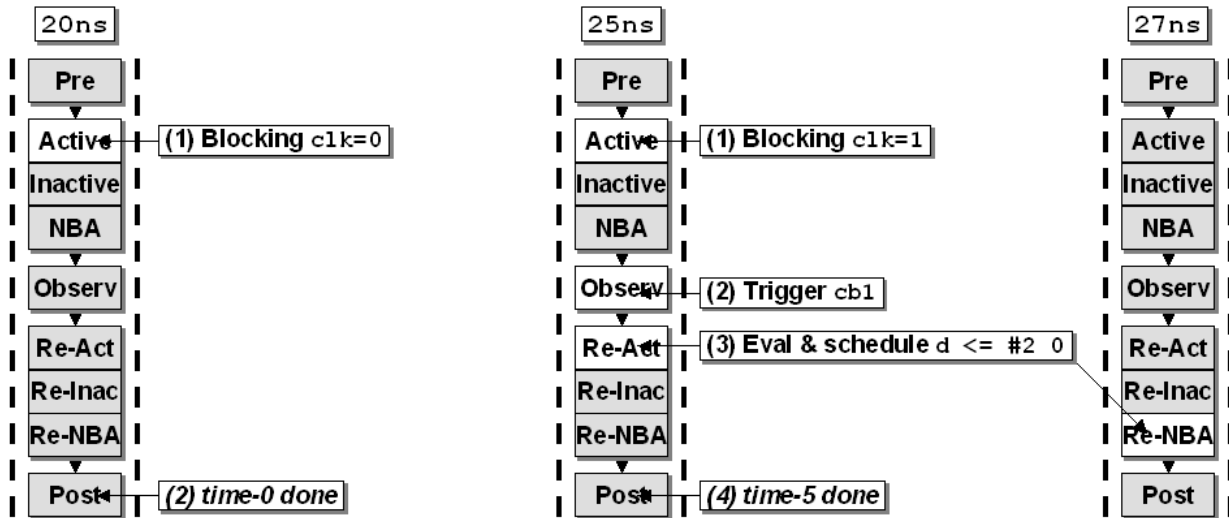 20ns
Pre
Active
(1) Blocking clk=0
Inactive
NBA
Observ
Re-Act
Re-Inac
Re-NBA
Post
(2) time-0 done
25ns
Pre
Active
(1) Blocking clk=1
Inactive
NBA
Observ
(2) Trigger cb1
Re-Act
(3) Eval & schedule d <= #2 0
Re-Inac
Re-NBA
Post
(4) time-5 done
27ns
Pre
Active
Inactive
NBA
Observ
Re-Act
Re-Inac
Re-NBA
Post